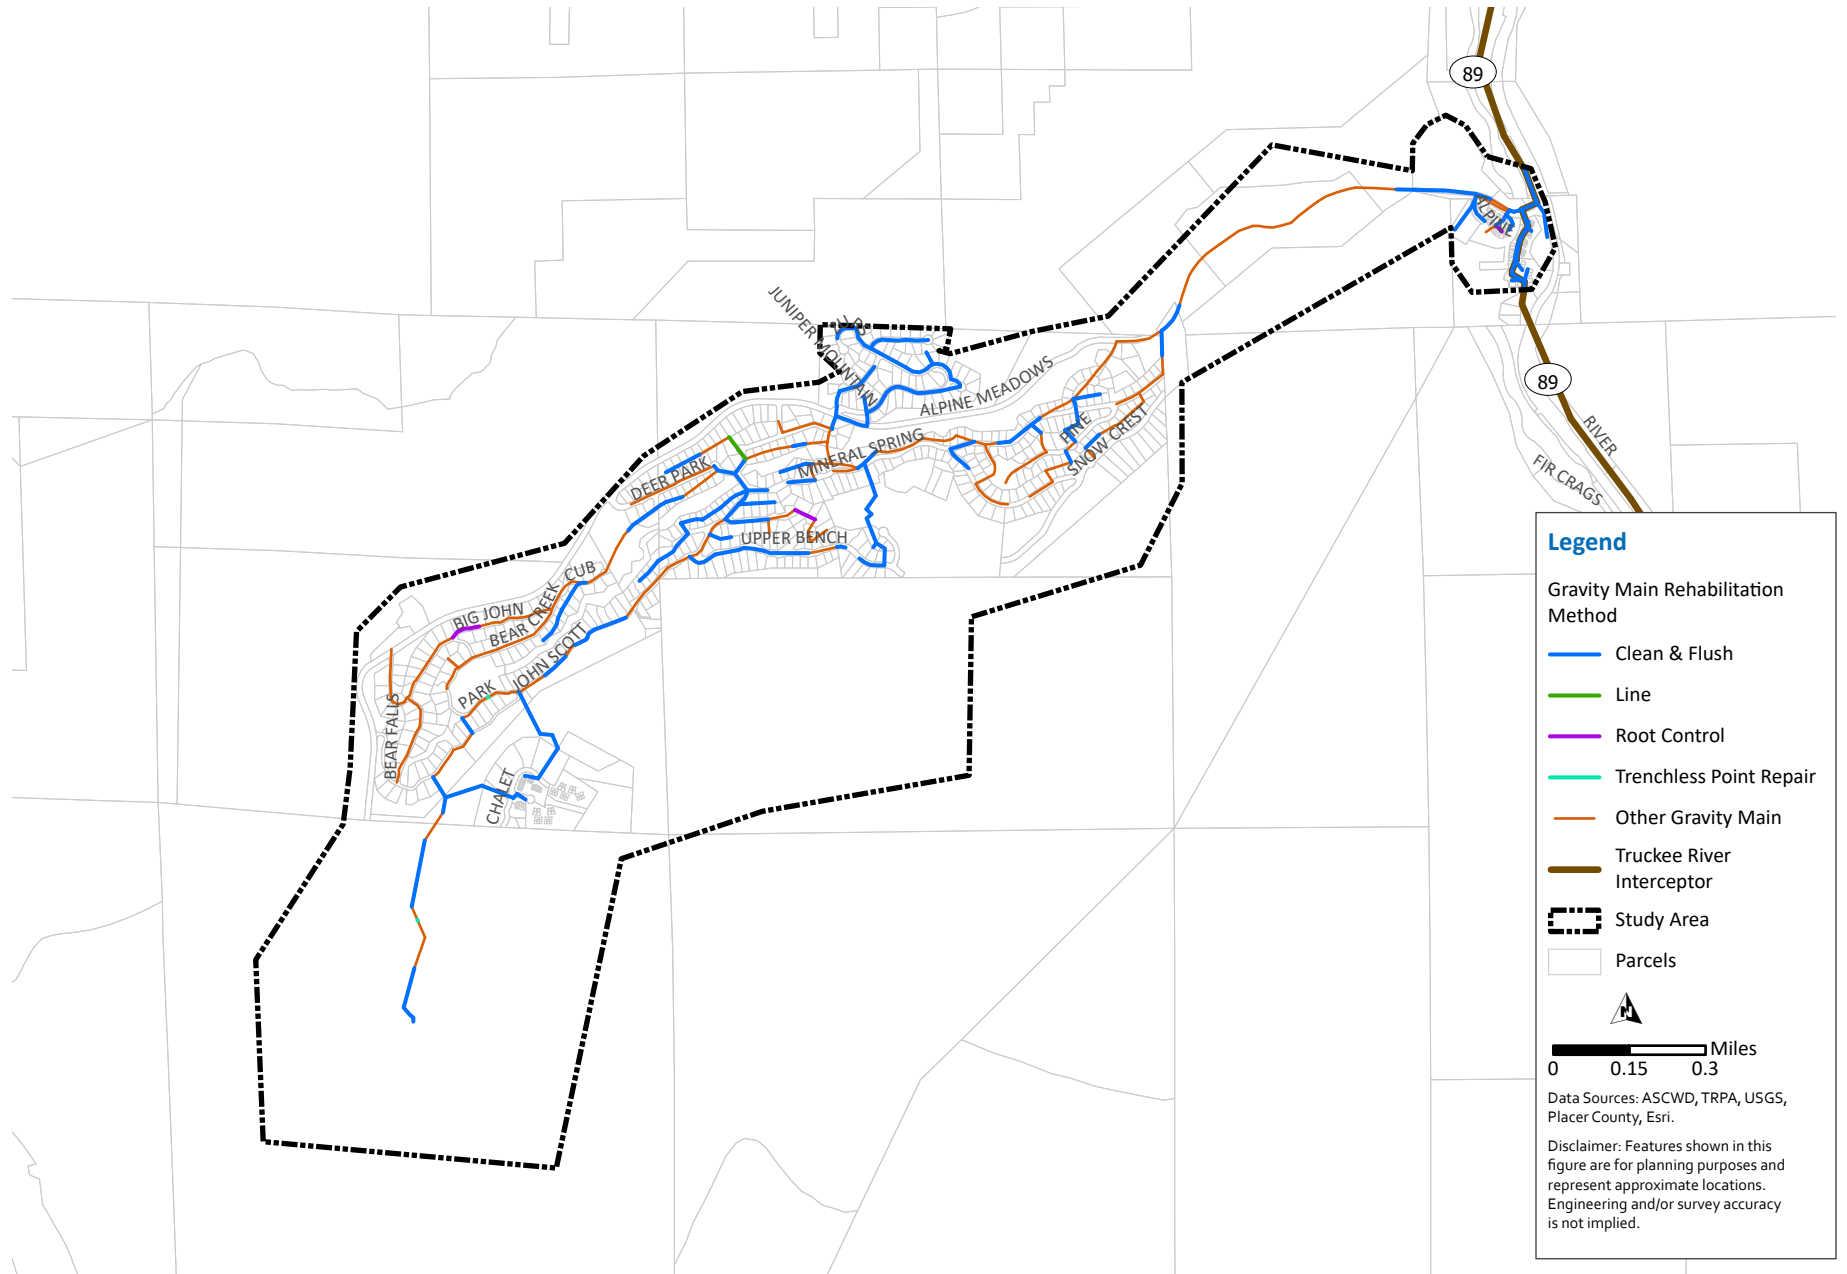 89
ALPINE
JUNIPER MOUNTAIN
ALPINE MEADOWS
89
RIVER
FIR CRAGS
PINE
SNOW CREST
MINERAL SPRING
DEER PARK
UPPER BENCH
CUB
BIG JOHN
BEAR CREEK
JOHN SCOTT
PARK
BEAR FALLS
CHALET
Legend
Gravity Main Rehabilitation
Method
Clean & Flush
Line
Root Control
Trenchless Point Repair
Other Gravity Main
Truckee River
Interceptor
Study Area
Parcels
N
Miles
0 0.15 0.3
Data Sources: ASCWD, TRPA, USGS,
Placer County, Esri.
Disclaimer: Features shown in this
figure are for planning purposes and
represent approximate locations.
Engineering and/or survey accuracy
is not implied.